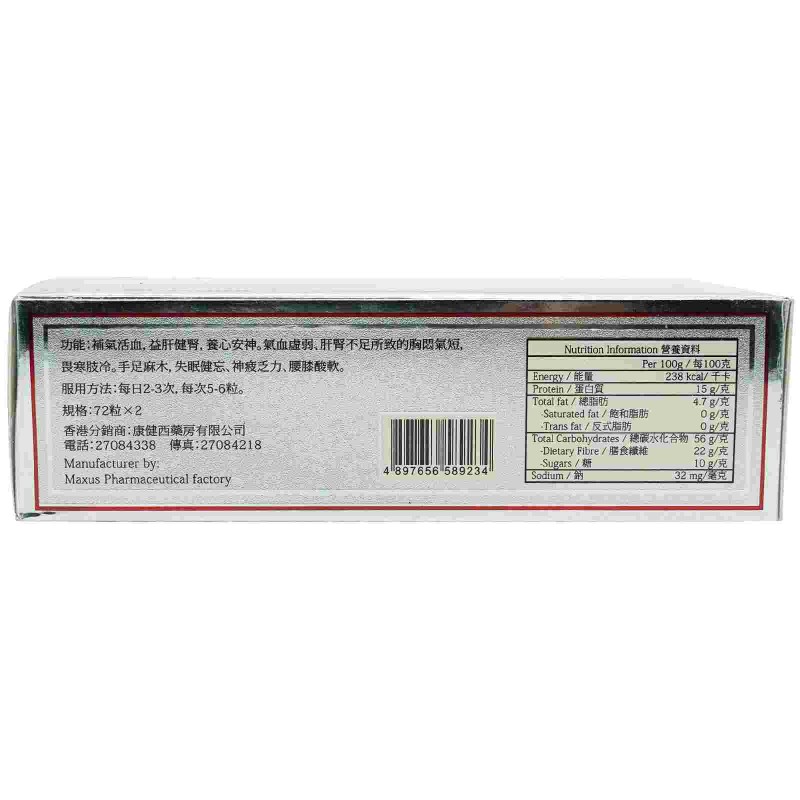 功能:補氣活血,益肝健腎,養心安神。氣血虛弱、肝腎不足所致的胸悶氣短,
畏寒肢冷。手足麻木,失眠健忘、神疲乏力、腰膝酸軟。
服用方法:每日2-3次,每次5-6粒。
規格:72粒×2
香港分銷商:康健西藥房有限公司
電話:27084338 傳真:27084218
Manufacturer by:
Maxus Pharmaceutical factory
4 897656 589234
Nutrition Information 營養資料
Per 100g / 每100克
Energy / 能量 238 kcal/ 千卡
Protein / 蛋白質 15 g/克
Total fat / 總脂肪 4.7 g/克
·Saturated fat / 飽和脂肪 0 g/克
·Trans fat / 反式脂肪 0 g/克
Total Carbohydrates / 總碳水化合物 56 g/克
·Dietary Fibre / 膳食纖維 22 g/克
·Sugars / 糖 10 g/克
Sodium / 鈉 32 mg/毫克